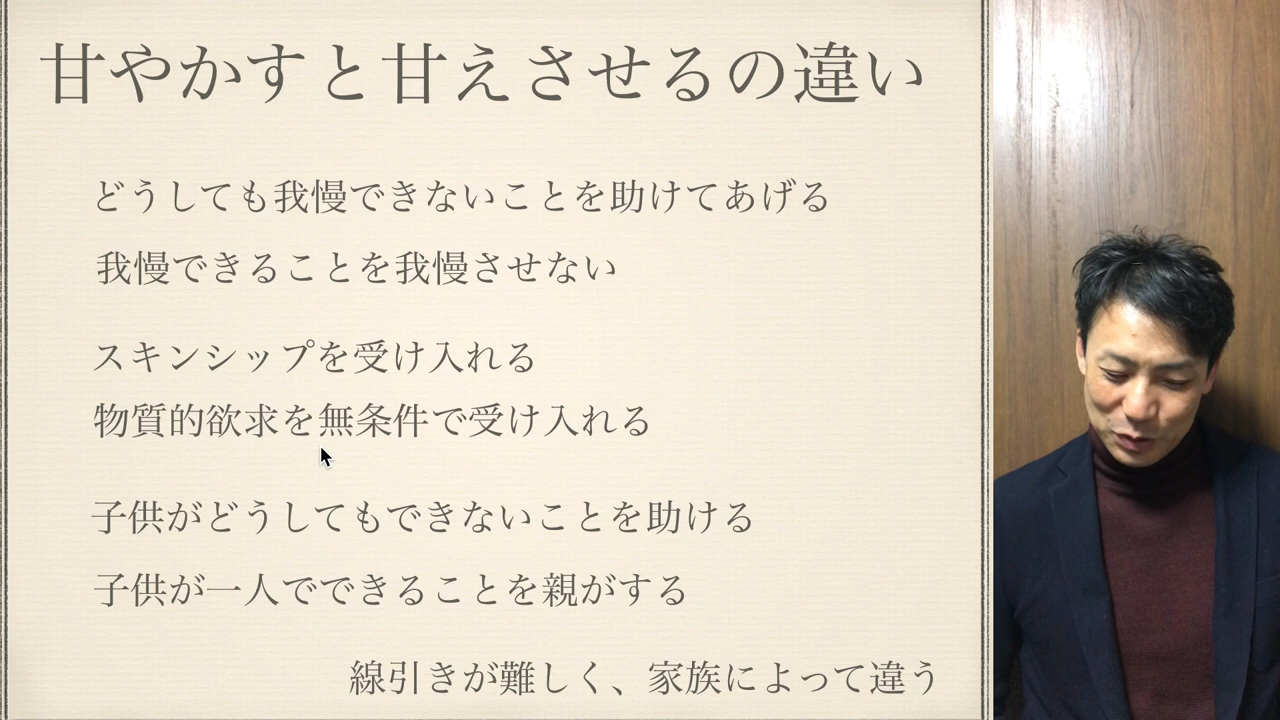 甘やかすと甘えさせるの違い
どうしても我慢できないことを助けてあげる
我慢できることを我慢させない
スキンシップを受け入れる
物質的欲求を無条件で受け入れる
子供がどうしてもできないことを助ける
子供が一人でできることを親がする
線引きが難しく、家族によって違う